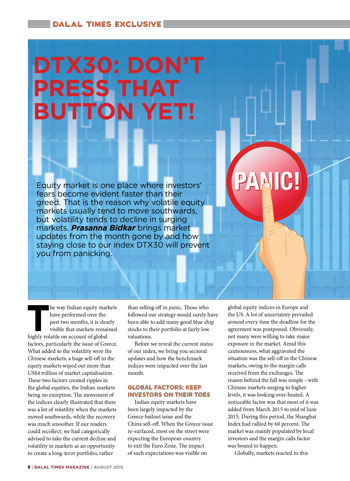 DALAL TIMES EXCLUSIVE
DTX30: DON'T
PRESS THAT
BUTTON YET!
PANIC!
Equity market is one place where investors'
fears become evident faster than their
greed. That is the reason why volatile equity
markets usually tend to move southwards,
but volatility tends to decline in surging
markets. Prasanna Bidkar brings market
updates from the month gone by and how
staying close to our index DTX30 will prevent
you from panicking.
The way Indian equity markets
have performed over the
past two months, it is clearly
visible that markets remained
highly volatile on account of global
factors, particularly the issue of Greece.
What added to the volatility were the
Chinese markets; a huge sell-off in the
equity markets wiped out more than
US$4 trillion of market capitalisation.
These two factors created ripples in
the global equities, the Indian markets
being no exception. The movement of
the indices clearly illustrated that there
was a lot of volatility when the markets
moved southwards, while the recovery
was much smoother. If our readers
could recollect, we had categorically
advised to take the current decline and
volatility in markets as an opportunity
to create a long-term portfolio, rather
than selling off in panic. Those who
followed our strategy would surely have
been able to add many good blue chip
stocks to their portfolio at fairly low
valuations.
Before we reveal the current status
of our index, we bring you sectoral
updates and how the benchmark
indices were impacted over the last
month.
GLOBAL FACTORS: KEEP
INVESTORS ON THEIR TOES
Indian equity markets have
been largely impacted by the
Greece bailout issue and the
China sell-off. When the Greece issue
re-surfaced, most on the street were
expecting the European country
to exit the Euro Zone. The impact
of such expectations was visible on
global equity indices in Europe and
the US. A lot of uncertainty prevailed
around every time the deadline for the
agreement was postponed. Obviously,
not many were willing to take major
exposure in the market. Amid this
cautiousness, what aggravated the
situation was the sell-off in the Chinese
markets, owing to the margin calls
received from the exchanges. The
reason behind the fall was simple - with
Chinese markets surging to higher
levels, it was looking over-heated. A
noticeable factor was that most of it was
added from March 2015 to mid of June
2015. During this period, the Shanghai
Index had rallied by 60 percent. The
market was mainly populated by local
investors and the margin calls factor
was bound to happen.
Globally, markets reacted to this
8 | DALAL TIMES MAGAZINE | AUGUST 2015